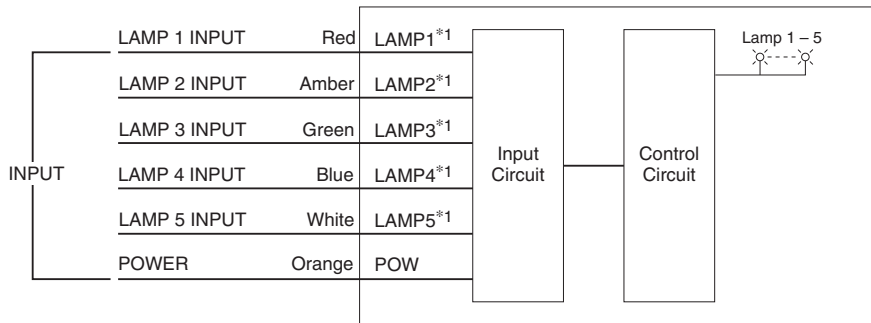 LAMP 1 INPUT Red LAMP1*1
LAMP 2 INPUT Amber LAMP2*1
LAMP 3 INPUT Green LAMP3*1
LAMP 4 INPUT Blue LAMP4*1
LAMP 5 INPUT White LAMP5*1
POWER Orange POW
INPUT
Input
Circuit
Control
Circuit
Lamp 1 – 5